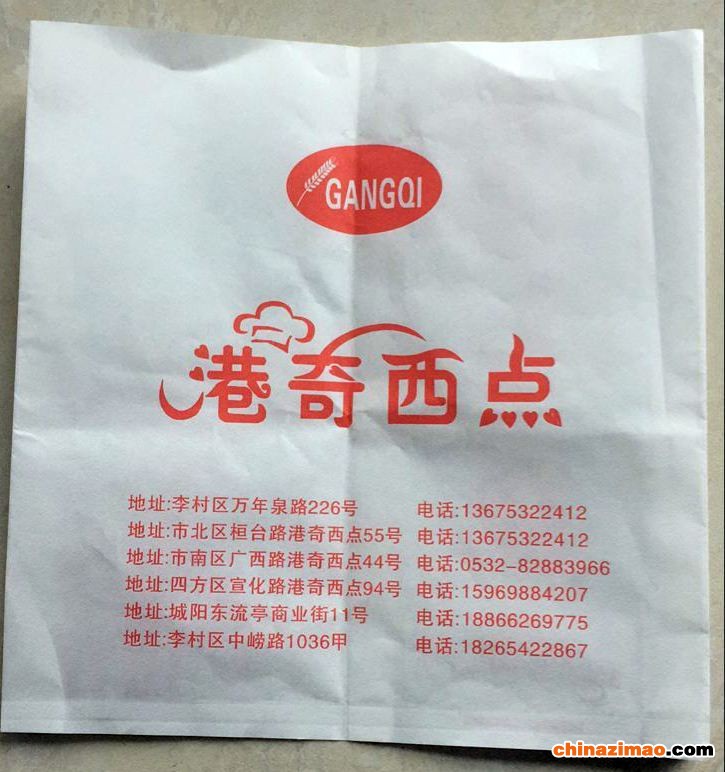 GANGQI
港奇西点
地址:李村区万年泉路226号 电话:13675322412
地址:市北区桓台路港奇西点55号 电话:13675322412
地址:市南区广西路港奇西点44号 电话:0532-82883966
地址:四方区宣化路港奇西点94号 电话:15969884207
地址:城阳东流亭商业街11号 电话:18866269775
地址:李村区中崂路1036甲 电话:18265422867
chinazimao.com